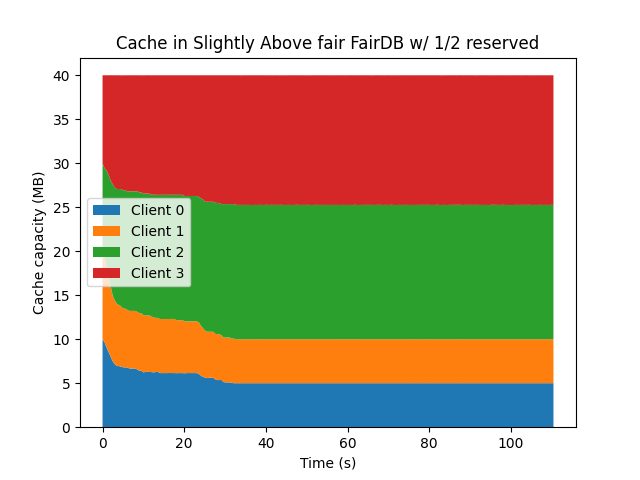 Cache in Slightly Above fair FairDB w/ 1/2 reserved
Cache capacity (MB)
40
35
30
25
20
15
10
5
0
Client 0
Client 1
Client 2
Client 3
0
20
40
60
80
100
Time (s)